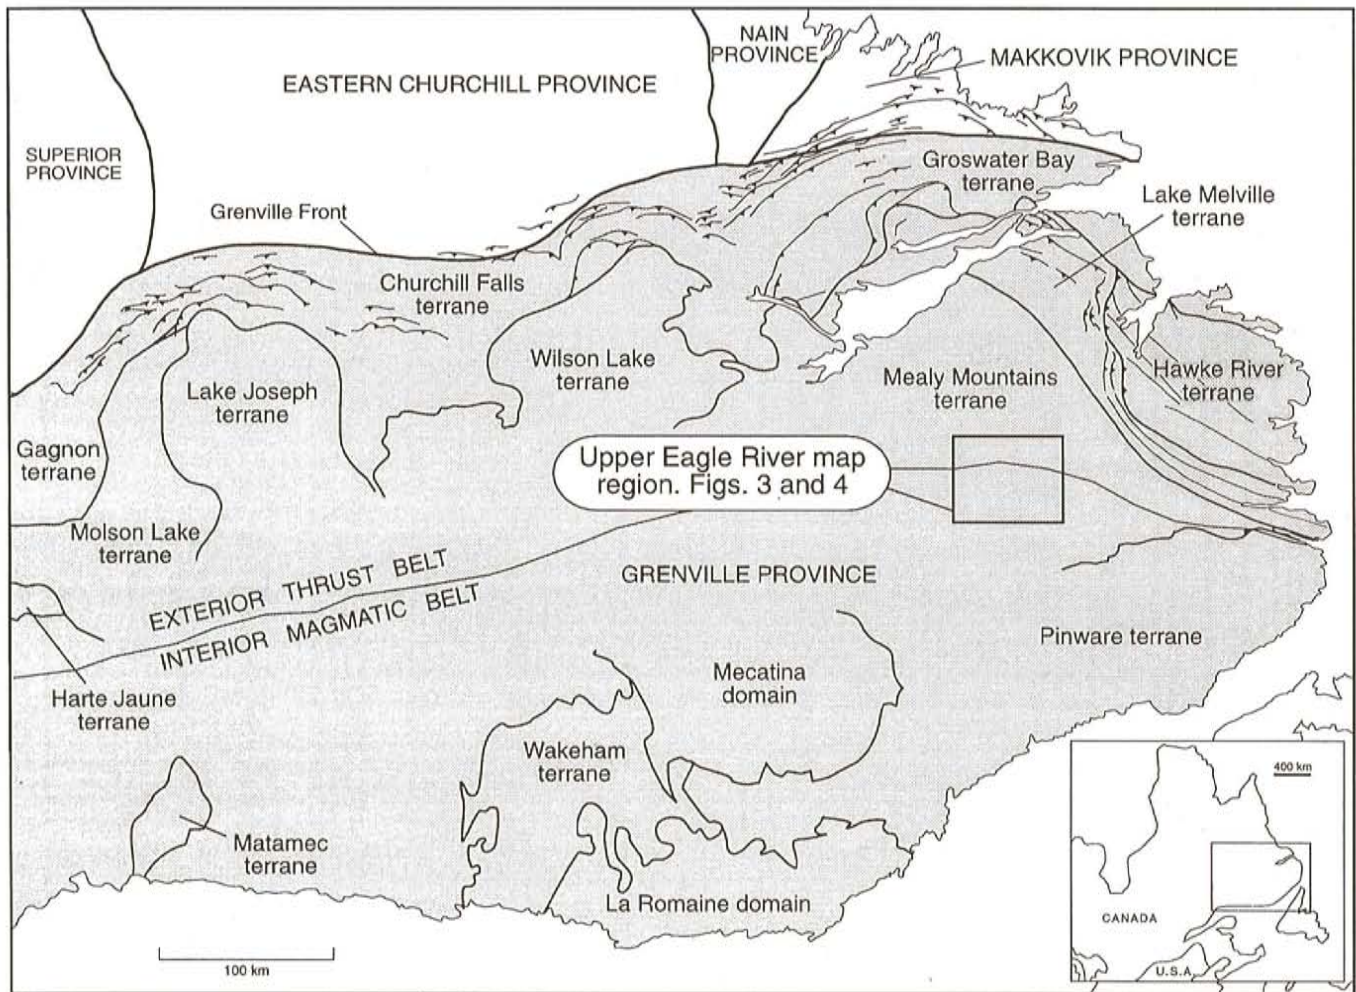 NAIN
PROVINCE
MAKKOVIK PROVINCE
EASTERN CHURCHILL PROVINCE
SUPERIOR
PROVINCE
Groswater Bay
terrane
Lake Melville
terrane
Grenville Front
Churchill Falls
terrane
Wilson Lake
terrane
Mealy Mountains
terrane
Hawke River
terrane
Lake Joseph
terrane
Gagnon
terrane
Upper Eagle River map
region. Figs. 3 and 4
Molson Lake
terrane
EXTERIOR THRUST BELT
INTERIOR MAGMATIC BELT
GRENVILLE PROVINCE
Pinware terrane
Harte Jaune
terrane
Mecatina
domain
Wakeham
terrane
Matamec
terrane
La Romaine domain
100 km
400 km
CANADA
U.S.A.